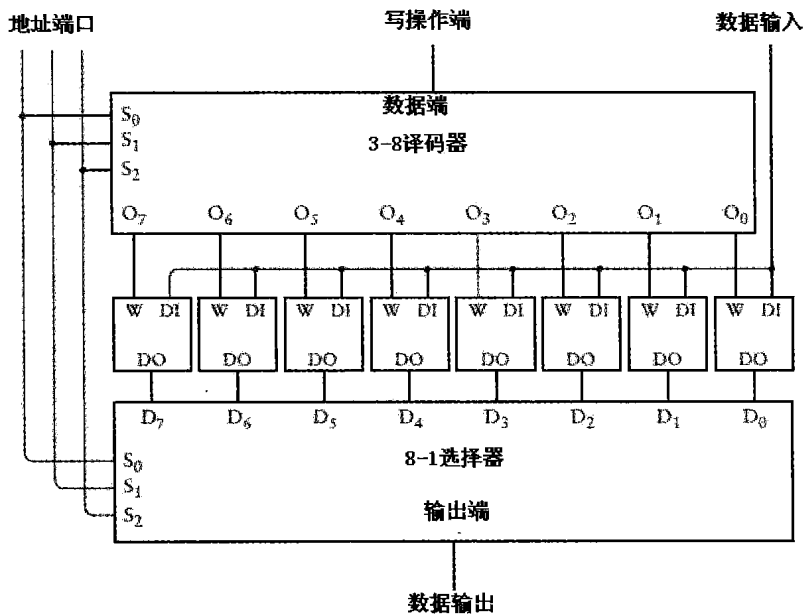 地址端口 写操作端 数据输入
数据端
S₀
3-8译码器
S₁
S₂
O₇ O₆ O₅ O₄ O₃ O₂ O₁ O₀
W DI W DI W DI W DI W DI W DI W DI W DI
DO DO DO DO DO DO DO DO
D₇ D₆ D₅ D₄ D₃ D₂ D₁ D₀
S₀ 8-1选择器
S₁
S₂ 输出端
数据输出